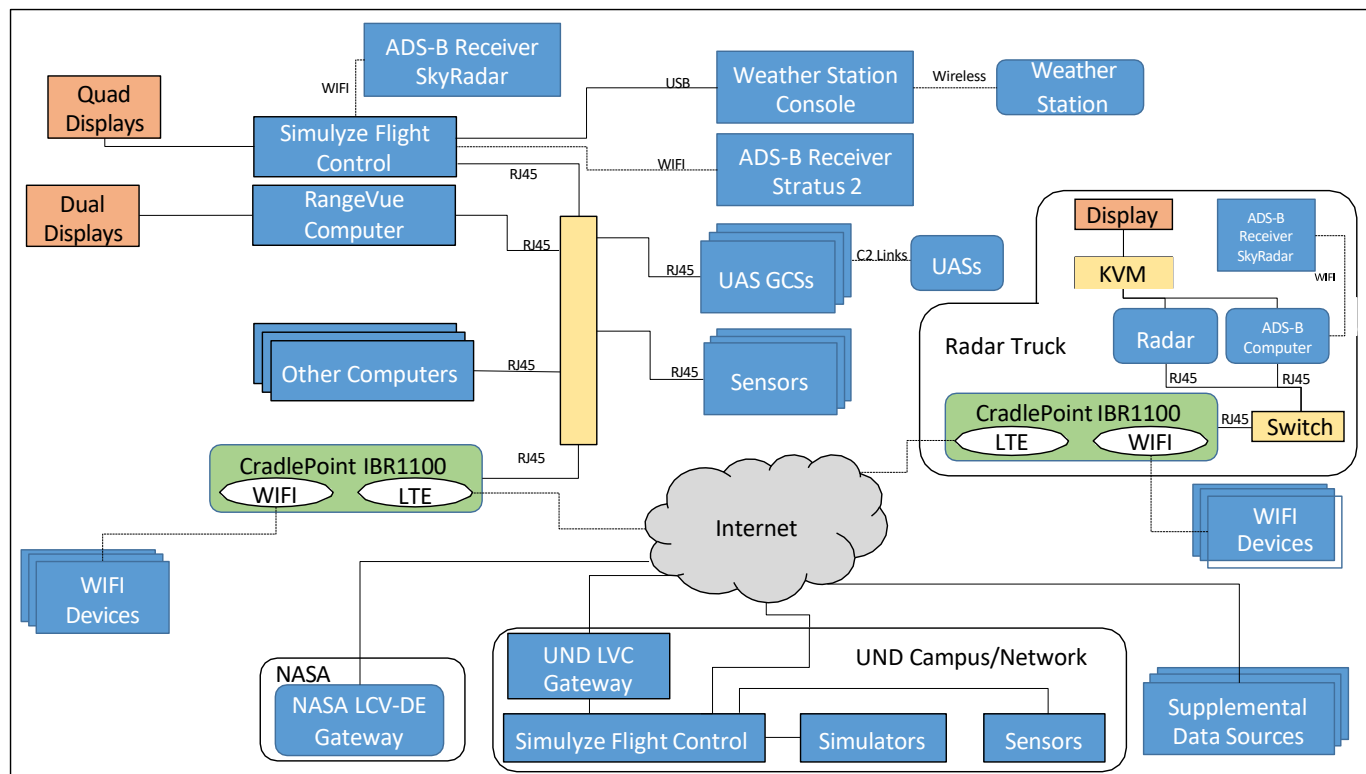 ADS-B Receiver
SkyRadar
WIFI
Quad
Displays
Simulyze Flight
Control
USB
Weather Station
Console
Wireless
Weather
Station
WIFI
ADS-B Receiver
Stratus 2
RJ45
Dual
Displays
RangeVue
Computer
RJ45
RJ45
UAS GCSs
C2 Links
UASs
Other Computers
RJ45
RJ45
Sensors
RJ45
CradlePoint IBR1100
WIFI
LTE
WIFI
Devices
Internet
Display
KVM
ADS-B
Receiver
SkyRadar
WIFI
Radar Truck
Radar
ADS-B
Computer
RJ45
RJ45
CradlePoint IBR1100
LTE
WIFI
RJ45
Switch
WIFI
Devices
NASA
NASA LCV-DE
Gateway
UND LVC
Gateway
UND Campus/Network
Simulyze Flight Control
Simulators
Sensors
Supplemental
Data Sources